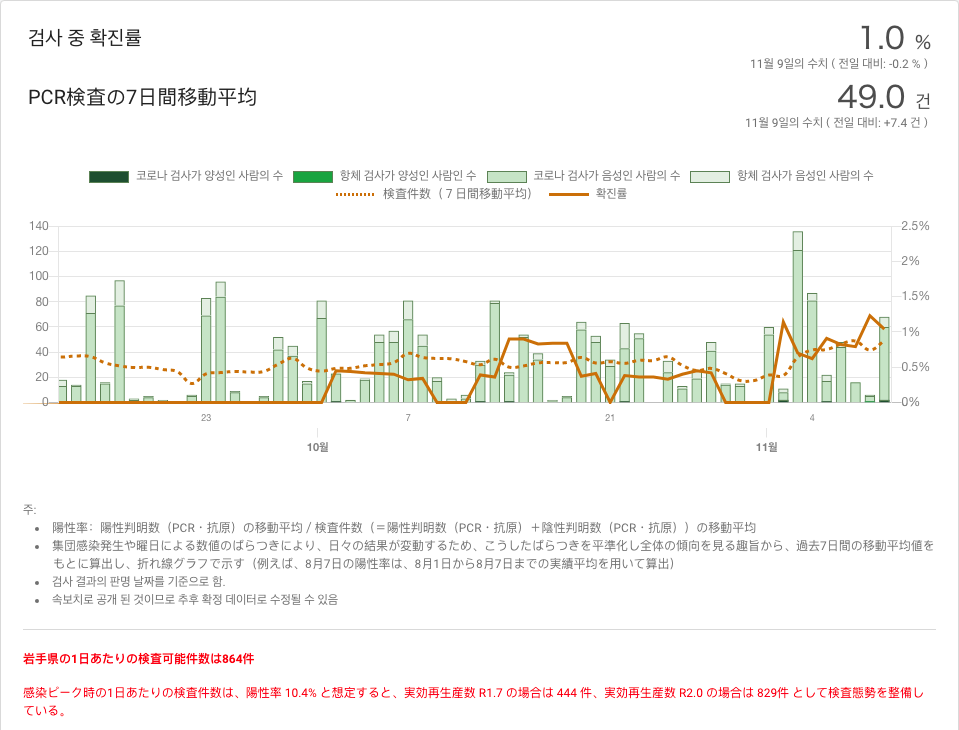 검사 중 확진률
1.0 %
11월 9일의 수치 ( 전일 대비: -0.2 % )
PCR検査の7日間移動平均
49.0 건
11월 9일의 수치 ( 전일 대비: +7.4 건 )
코로나 검사가 양성인 사람의 수 항체 검사가 양성인 사람인 수 코로나 검사가 음성인 사람의 수 항체 검사가 음성인 사람의 수
検査件数（７日間移動平均） 확진률
140 2.5%
120 2%
100 1.5%
80 1%
60 0.5%
40 0%
20
0
23 7 21 4
10월 11월
주:
陽性率：陽性判明数（PCR・抗原）の移動平均 / 検査件数（＝陽性判明数（PCR・抗原）＋陰性判明数（PCR・抗原））の移動平均
集団感染発生や曜日による数値のばらつきにより、日々の結果が変動するため、こうしたばらつきを平準化し全体の傾向を見る趣旨から、過去7日間の移動平均値を
もとに算出し、折れ線グラフで示す（例えば、8月7日の陽性率は、8月1日から8月7日までの実績平均を用いて算出）
검사 결과의 판명 날짜를 기준으로 함.
속보치로 공개 된 것이므로 추후 확정 데이터로 수정될 수 있음
岩手県の1日あたりの検査可能件数は864件
感染ピーク時の1日あたりの検査件数は、陽性率 10.4% と想定すると、実効再生産数 R1.7 の場合は 444 件、実効再生産数 R2.0 の場合は 829件 として検査態勢を整備し
ている。